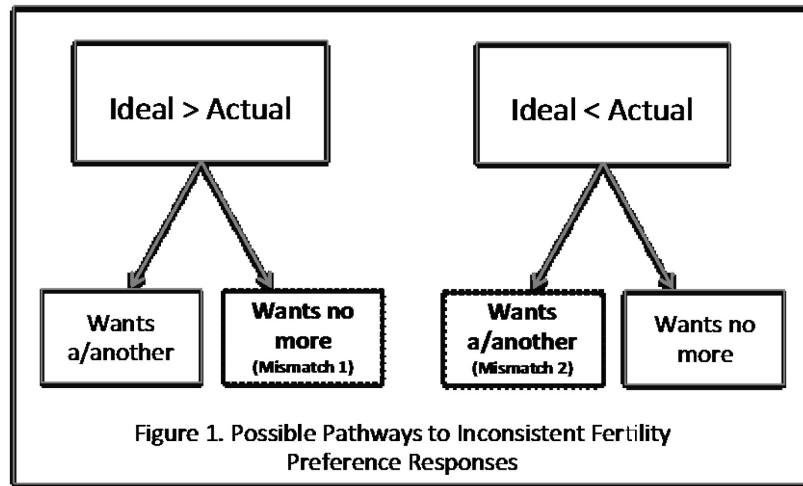 Ideal > Actual
Ideal < Actual
Wants
a/another
Wants no
more
(Mismatch 1)
Wants
a/another
(Mismatch 2)
Wants no
more
Figure 1. Possible Pathways to Inconsistent Fertility
Preference Responses